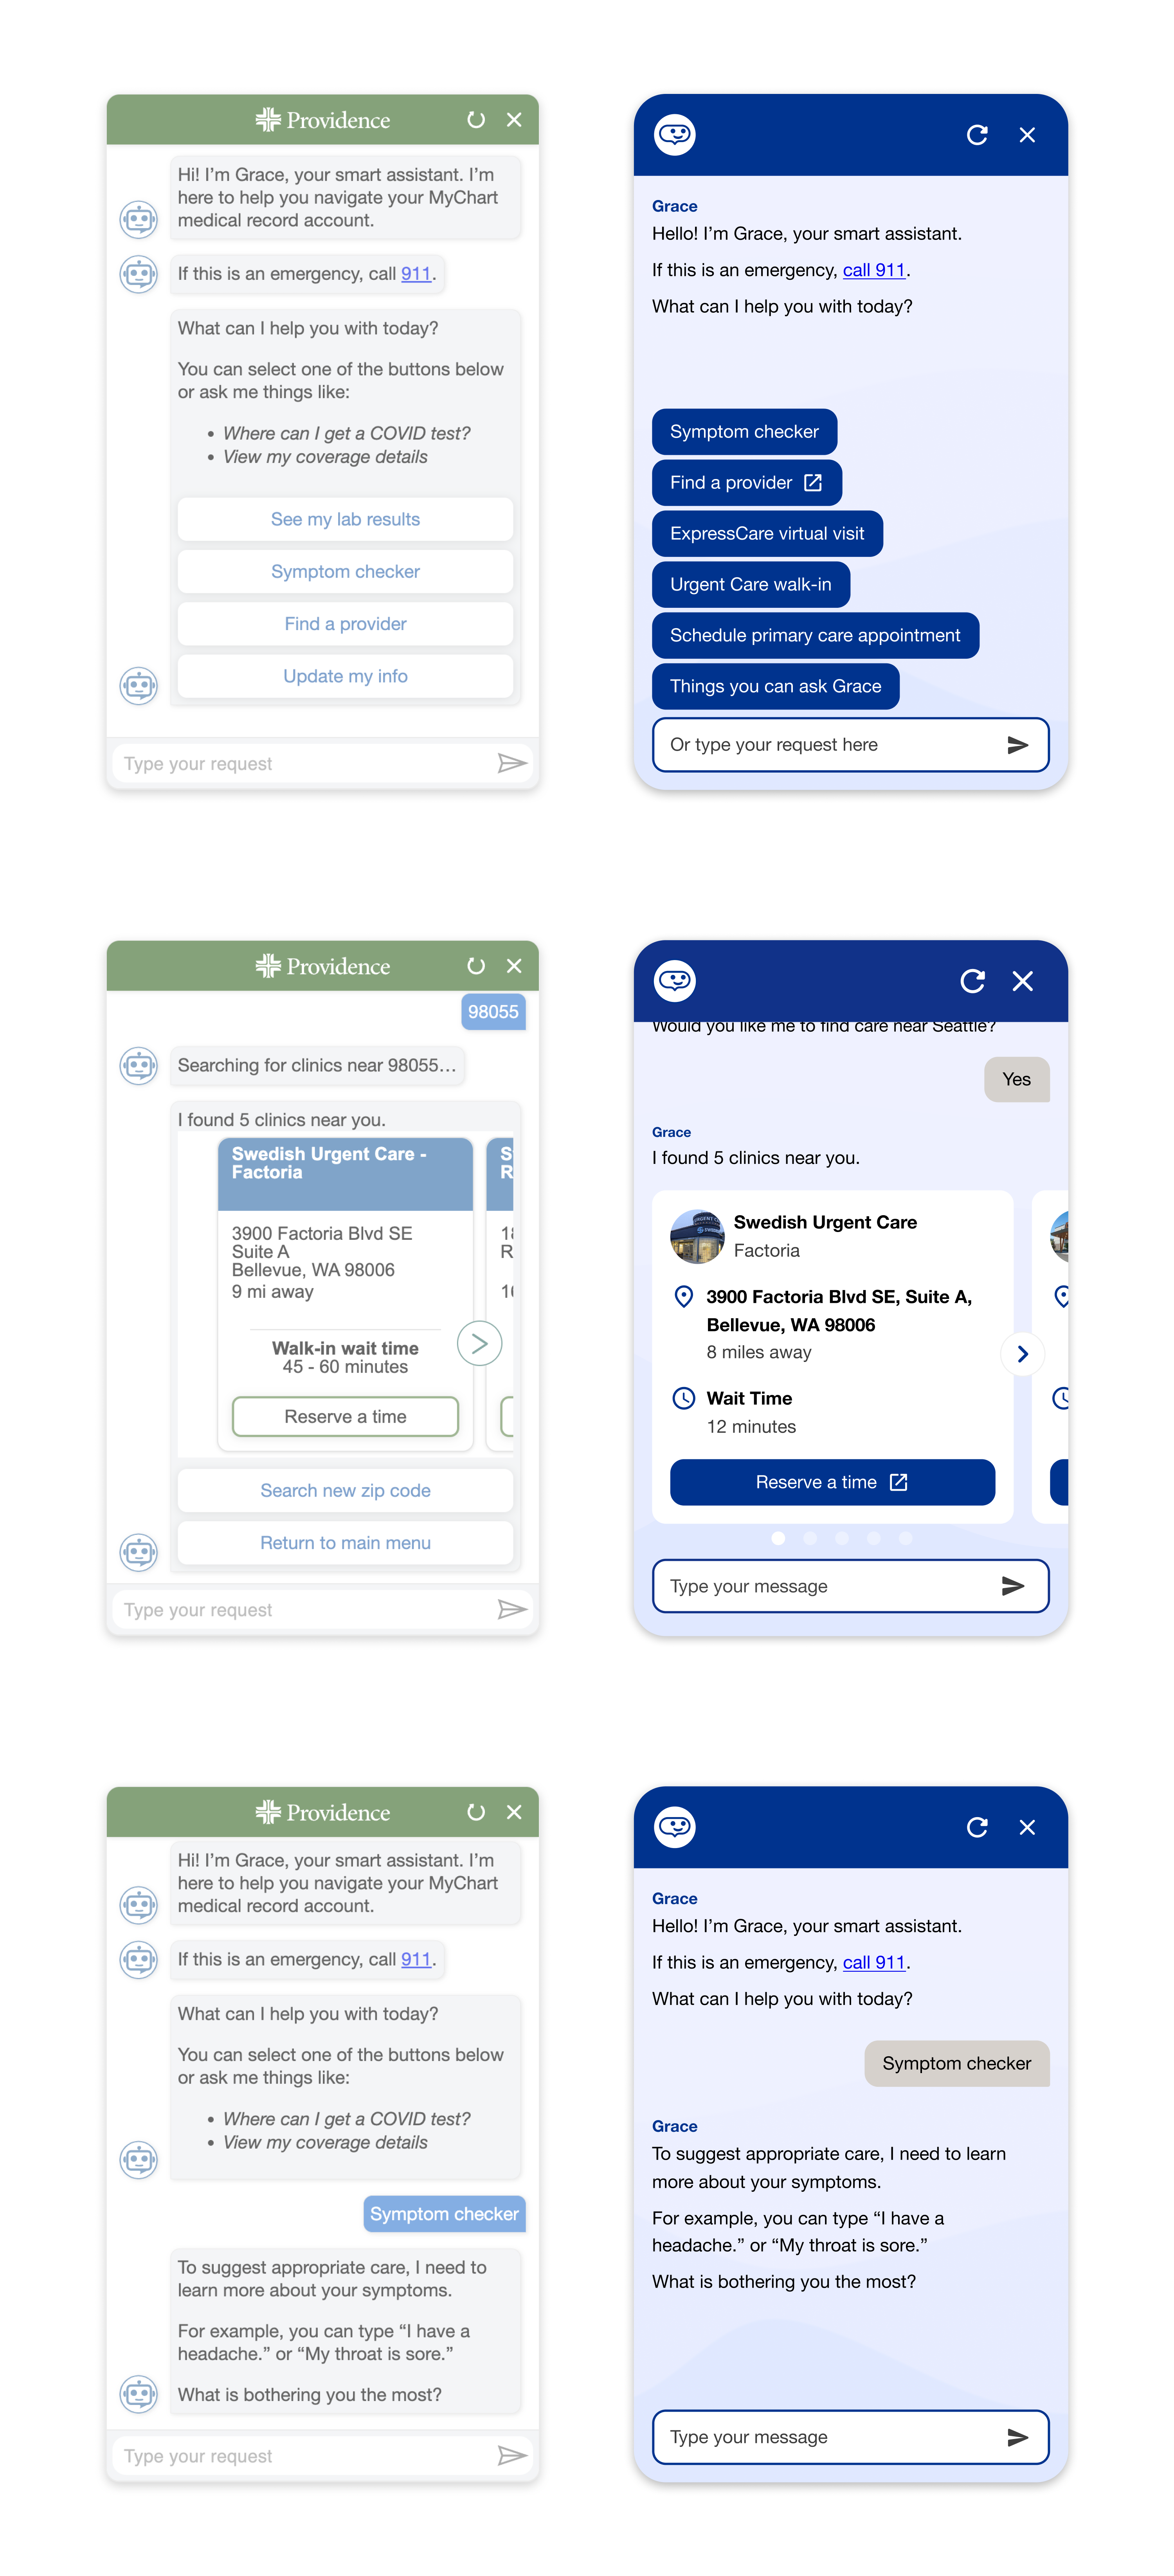 Providence
Hi! I’m Grace, your smart assistant. I’m
here to help you navigate your MyChart
medical record account.
If this is an emergency, call 911.
What can I help you with today?
You can select one of the buttons below
or ask me things like:
• Where can I get a COVID test?
• View my coverage details
See my lab results
Symptom checker
Find a provider
Update my info
Type your request
Grace
Hello! I’m Grace, your smart assistant.
If this is an emergency, call 911.
What can I help you with today?
Symptom checker
Find a provider
ExpressCare virtual visit
Urgent Care walk-in
Schedule primary care appointment
Things you can ask Grace
Or type your request here
Providence
98055
Searching for clinics near 98055...
I found 5 clinics near you.
Swedish Urgent Care -
Factoria
3900 Factoria Blvd SE
Suite A
Bellevue, WA 98006
9 mi away
Walk-in wait time
45 - 60 minutes
Reserve a time
Search new zip code
Return to main menu
Type your request
Would you like me to find care near Seattle?
Yes
Grace
I found 5 clinics near you.
Swedish Urgent Care
Factoria
3900 Factoria Blvd SE, Suite A,
Bellevue, WA 98006
8 miles away
Wait Time
12 minutes
Reserve a time
Type your message
Providence
Hi! I’m Grace, your smart assistant. I’m
here to help you navigate your MyChart
medical record account.
If this is an emergency, call 911.
What can I help you with today?
You can select one of the buttons below
or ask me things like:
• Where can I get a COVID test?
• View my coverage details
Symptom checker
To suggest appropriate care, I need to
learn more about your symptoms.
For example, you can type “I have a
headache.” or “My throat is sore.”
What is bothering you the most?
Type your request
Grace
Hello! I’m Grace, your smart assistant.
If this is an emergency, call 911.
What can I help you with today?
Symptom checker
Grace
To suggest appropriate care, I need to learn
more about your symptoms.
For example, you can type “I have a
headache.” or “My throat is sore.”
What is bothering you the most?
Type your message